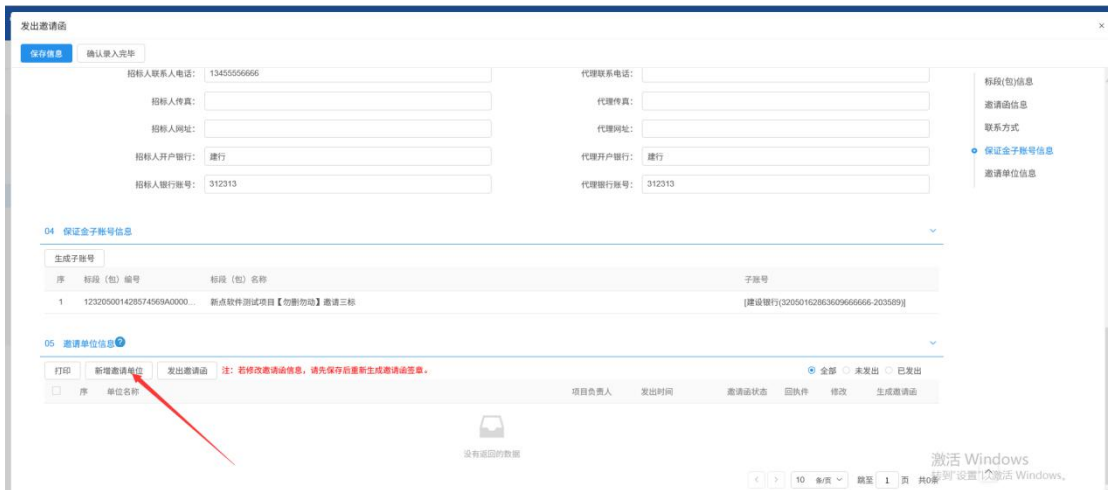 发出邀请函 ×
保存信息 确认录入完毕
招标人联系人电话： 13455556666 代理联系电话：
招标人传真： 代理传真：
招标人网址： 代理网址：
招标人开户银行： 建行 代理开户银行： 建行
招标人银行账号： 312313 代理银行账号： 312313
标段(包)信息
邀请函信息
联系方式
保证金子账号信息
邀请单位信息
04 保证金子账号信息
生成子账号
序 标段（包）编号 标段（包）名称 子账号
1 123205001428574569A0000... 新点软件测试项目【勿删勿动】邀请三标 [建设银行(32050162863609666666-203589)]
05 邀请单位信息 ?
打印 新增邀请单位 发出邀请函 注：若修改邀请函信息，请先保存后重新生成邀请函签章。 全部 未发出 已发出
序 单位名称 项目负责人 发出时间 邀请函状态 回执件 修改 生成邀请函
没有返回的数据
激活 Windows
转到"设置"以激活 Windows。
< > 10 条/页 跳至 1 页 共0条